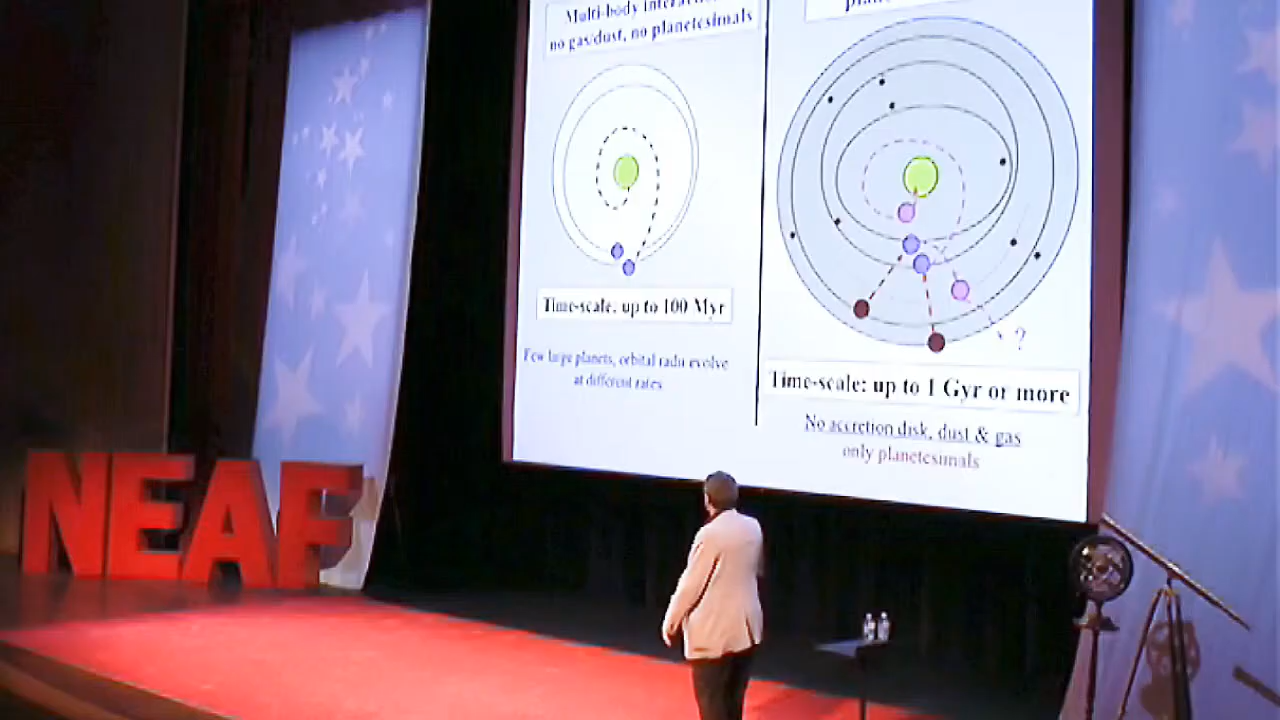 Multi-body
no gas/dust, no planetesimals
?
Time-scale: up to 100 Myr
Few large planets, orbital radii evolve
at different rates
Time-scale: up to 1 Gyr or more
No accretion disk, dust & gas
only planetesimals
NEAF